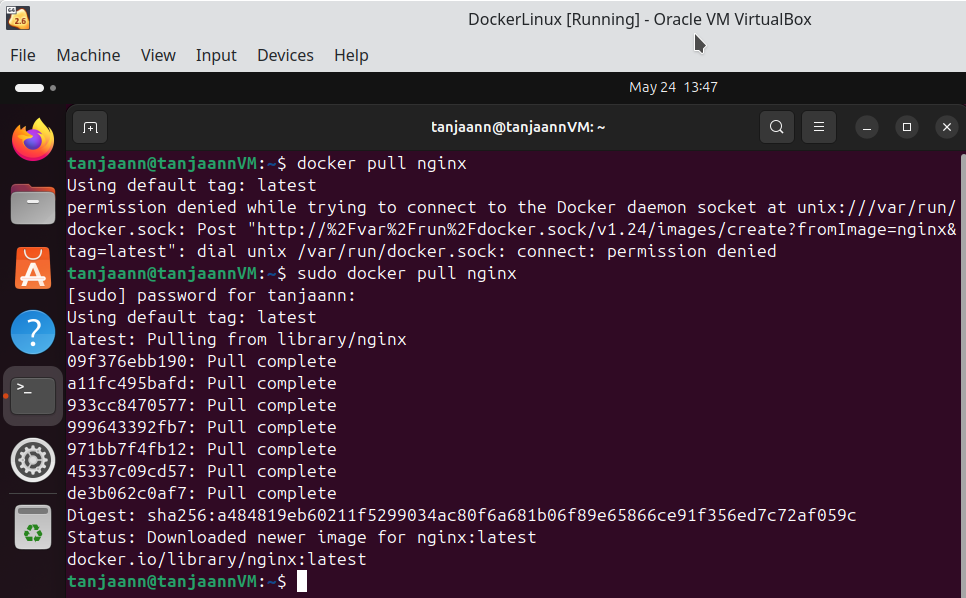 DockerLinux [Running] - Oracle VM VirtualBox
File Machine View Input Devices Help
May 24 13:47
tanjaann@tanjaannVM: ~
tanjaann@tanjaannVM:~$ docker pull nginx
Using default tag: latest
permission denied while trying to connect to the Docker daemon socket at unix:///var/run/
docker.sock: Post "http://%2Fvar%2Frun%2Fdocker.sock/v1.24/images/create?fromImage=nginx&
tag=latest": dial unix /var/run/docker.sock: connect: permission denied
tanjaann@tanjaannVM:~$ sudo docker pull nginx
[sudo] password for tanjaann:
Using default tag: latest
latest: Pulling from library/nginx
09f376ebb190: Pull complete
a11fc495bafd: Pull complete
933cc8470577: Pull complete
999643392fb7: Pull complete
971bb7f4fb12: Pull complete
45337c09cd57: Pull complete
de3b062c0af7: Pull complete
Digest: sha256:a484819eb60211f5299034ac80f6a681b06f89e65866ce91f356ed7c72af059c
Status: Downloaded newer image for nginx:latest
docker.io/library/nginx:latest
tanjaann@tanjaannVM:~$